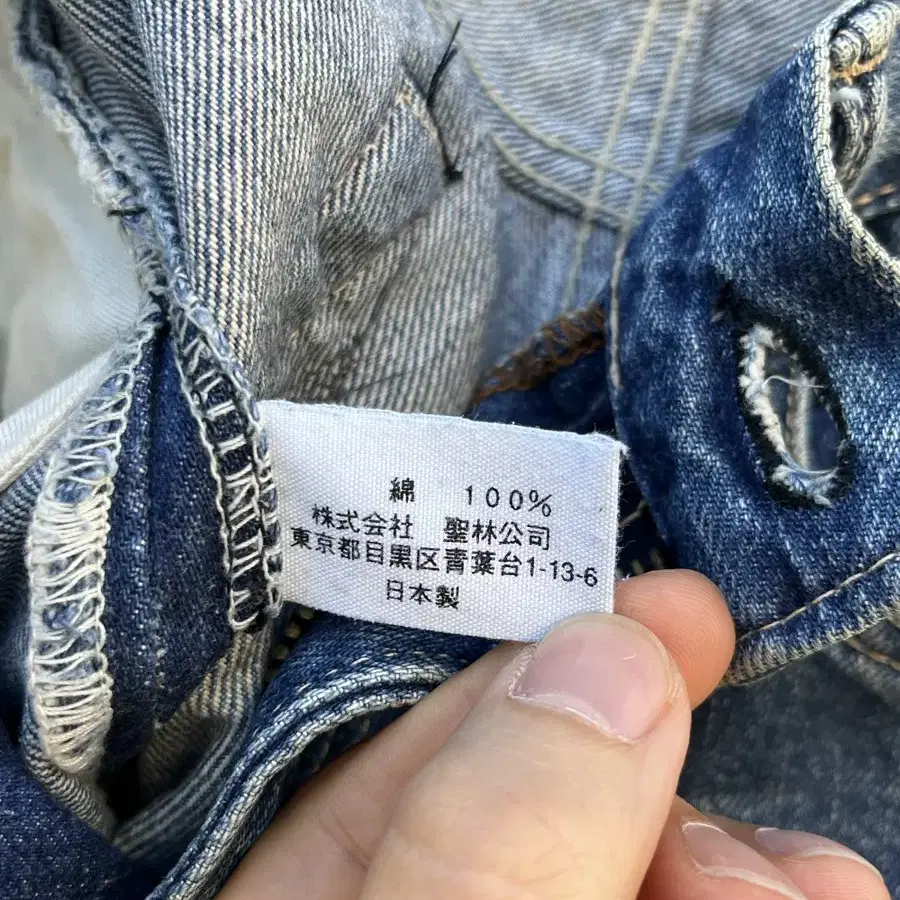 綿 100%
株式会社 聖林公司
東京都目黒区青葉台1-13-6
日本製